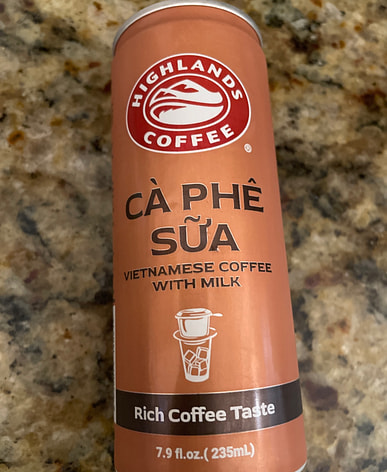 HIGHLANDS
COFFEE
®
CÀ PHÊ
SỮA
VIETNAMESE COFFEE
WITH MILK
Rich Coffee Taste
7.9 fl.oz.( 235mL)